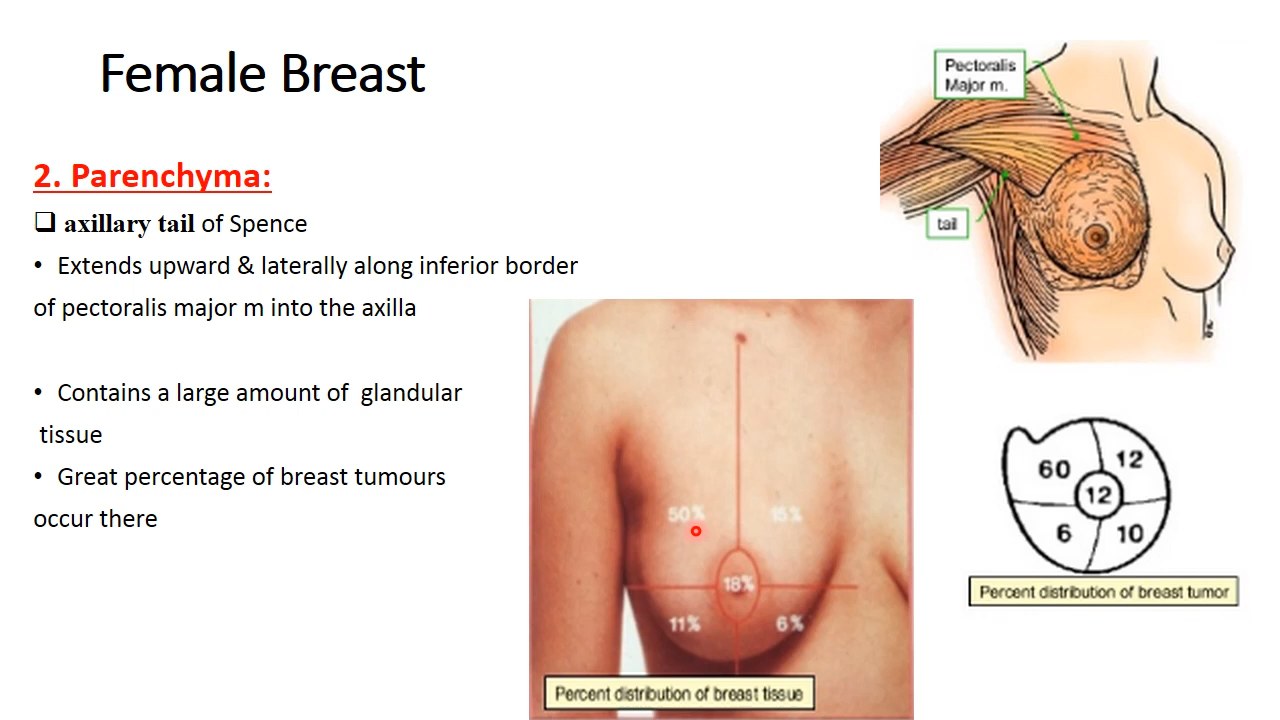 Female Breast
2. Parenchyma:
❑ axillary tail of Spence
• Extends upward & laterally along inferior border
of pectoralis major m into the axilla
• Contains a large amount of glandular
tissue
• Great percentage of breast tumours
occur there
Pectoralis
Major m.
tail
50%
15%
18%
11%
6%
Percent distribution of breast tissue
60
12
12
6
10
Percent distribution of breast tumor